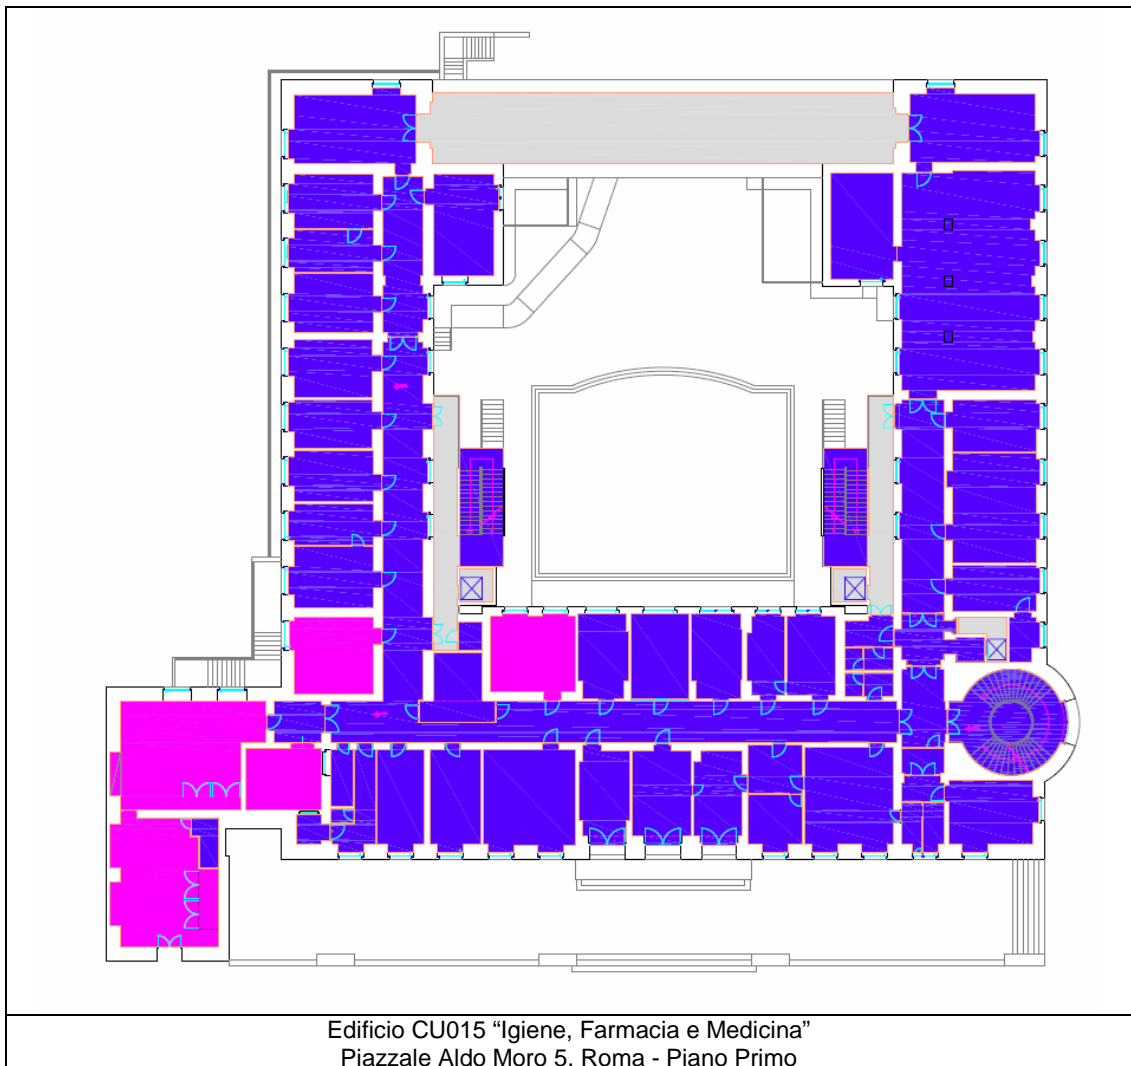 Edificio CU015 “Igiene, Farmacia e Medicina”
Piazzale Aldo Moro 5, Roma - Piano Primo